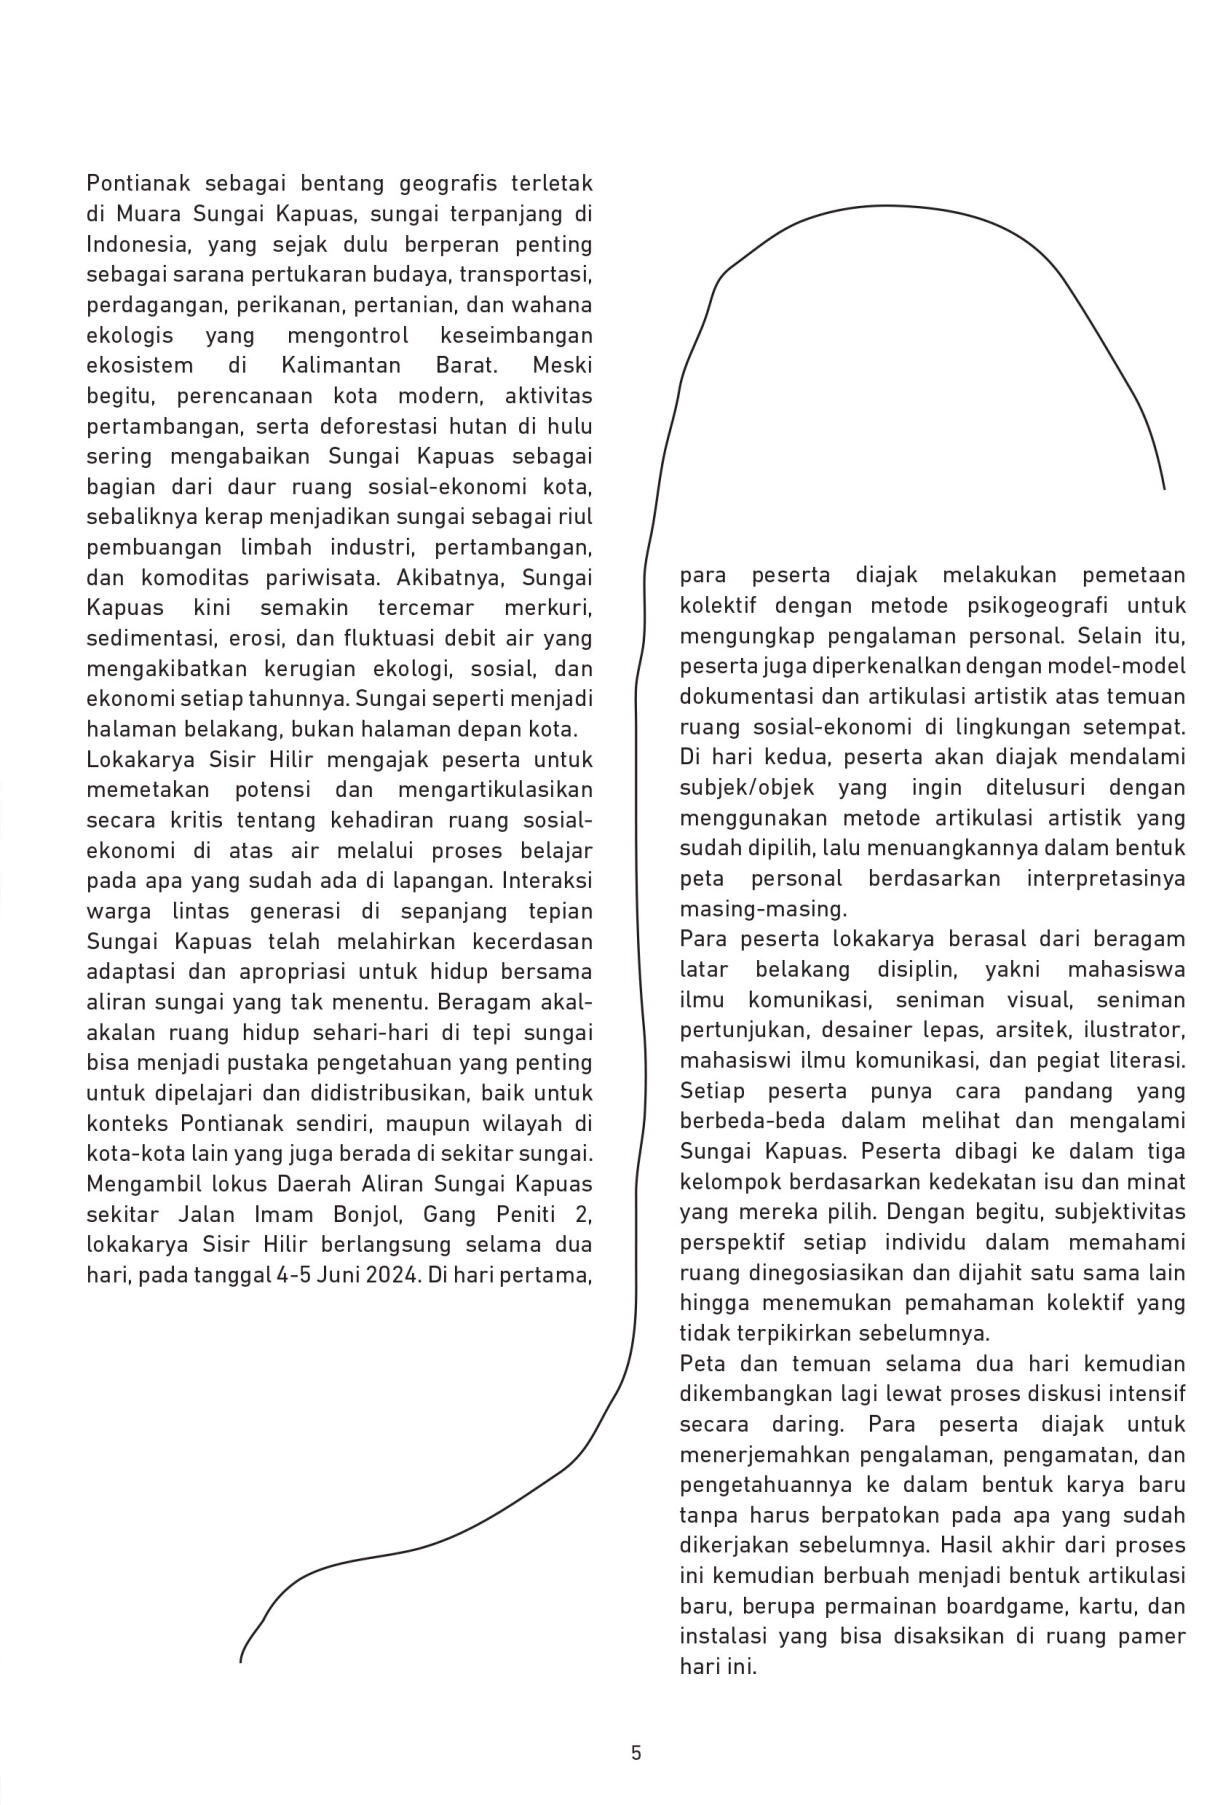 Pontianak sebagai bentang geografis terletak
di Muara Sungai Kapuas, sungai terpanjang di
Indonesia, yang sejak dulu berperan penting
sebagai sarana pertukaran budaya, transportasi,
perdagangan, perikanan, pertanian, dan wahana
ekologis yang mengontrol keseimbangan
ekosistem di Kalimantan Barat. Meski
begitu, perencanaan kota modern, aktivitas
pertambangan, serta deforestasi hutan di hulu
sering mengabaikan Sungai Kapuas sebagai
bagian dari daur ruang sosial-ekonomi kota,
sebaliknya kerap menjadikan sungai sebagai riul
pembuangan limbah industri, pertambangan,
dan komoditas pariwisata. Akibatnya, Sungai
Kapuas kini semakin tercemar merkuri,
sedimentasi, erosi, dan fluktuasi debit air yang
mengakibatkan kerugian ekologi, sosial, dan
ekonomi setiap tahunnya. Sungai seperti menjadi
halaman belakang, bukan halaman depan kota.
Lokakarya Sisir Hilir mengajak peserta untuk
memetakan potensi dan mengartikulasikan
secara kritis tentang kehadiran ruang sosial-
ekonomi di atas air melalui proses belajar
pada apa yang sudah ada di lapangan. Interaksi
warga lintas generasi di sepanjang tepian
Sungai Kapuas telah melahirkan kecerdasan
adaptasi dan apropriasi untuk hidup bersama
aliran sungai yang tak menentu. Beragam akal-
akalan ruang hidup sehari-hari di tepi sungai
bisa menjadi pustaka pengetahuan yang penting
untuk dipelajari dan didistribusikan, baik untuk
konteks Pontianak sendiri, maupun wilayah di
kota-kota lain yang juga berada di sekitar sungai.
Mengambil lokus Daerah Aliran Sungai Kapuas
sekitar Jalan Imam Bonjol, Gang Peniti 2,
lokakarya Sisir Hilir berlangsung selama dua
hari, pada tanggal 4-5 Juni 2024. Di hari pertama,
para peserta diajak melakukan pemetaan
kolektif dengan metode psikogeografi untuk
mengungkap pengalaman personal. Selain itu,
peserta juga diperkenalkan dengan model-model
dokumentasi dan artikulasi artistik atas temuan
ruang sosial-ekonomi di lingkungan setempat.
Di hari kedua, peserta akan diajak mendalami
subjek/objek yang ingin ditelusuri dengan
menggunakan metode artikulasi artistik yang
sudah dipilih, lalu menuangkannya dalam bentuk
peta personal berdasarkan interpretasinya
masing-masing.
Para peserta lokakarya berasal dari beragam
latar belakang disiplin, yakni mahasiswa
ilmu komunikasi, seniman visual, seniman
pertunjukan, desainer lepas, arsitek, ilustrator,
mahasiswi ilmu komunikasi, dan pegiat literasi.
Setiap peserta punya cara pandang yang
berbeda-beda dalam melihat dan mengalami
Sungai Kapuas. Peserta dibagi ke dalam tiga
kelompok berdasarkan kedekatan isu dan minat
yang mereka pilih. Dengan begitu, subjektivitas
perspektif setiap individu dalam memahami
ruang dinegosiasikan dan dijahit satu sama lain
hingga menemukan pemahaman kolektif yang
tidak terpikirkan sebelumnya.
Peta dan temuan selama dua hari kemudian
dikembangkan lagi lewat proses diskusi intensif
secara daring. Para peserta diajak untuk
menerjemahkan pengalaman, pengamatan, dan
pengetahuannya ke dalam bentuk karya baru
tanpa harus berpatokan pada apa yang sudah
dikerjakan sebelumnya. Hasil akhir dari proses
ini kemudian berbuah menjadi bentuk artikulasi
baru, berupa permainan boardgame, kartu, dan
instalasi yang bisa disaksikan di ruang pamer
hari ini.
5